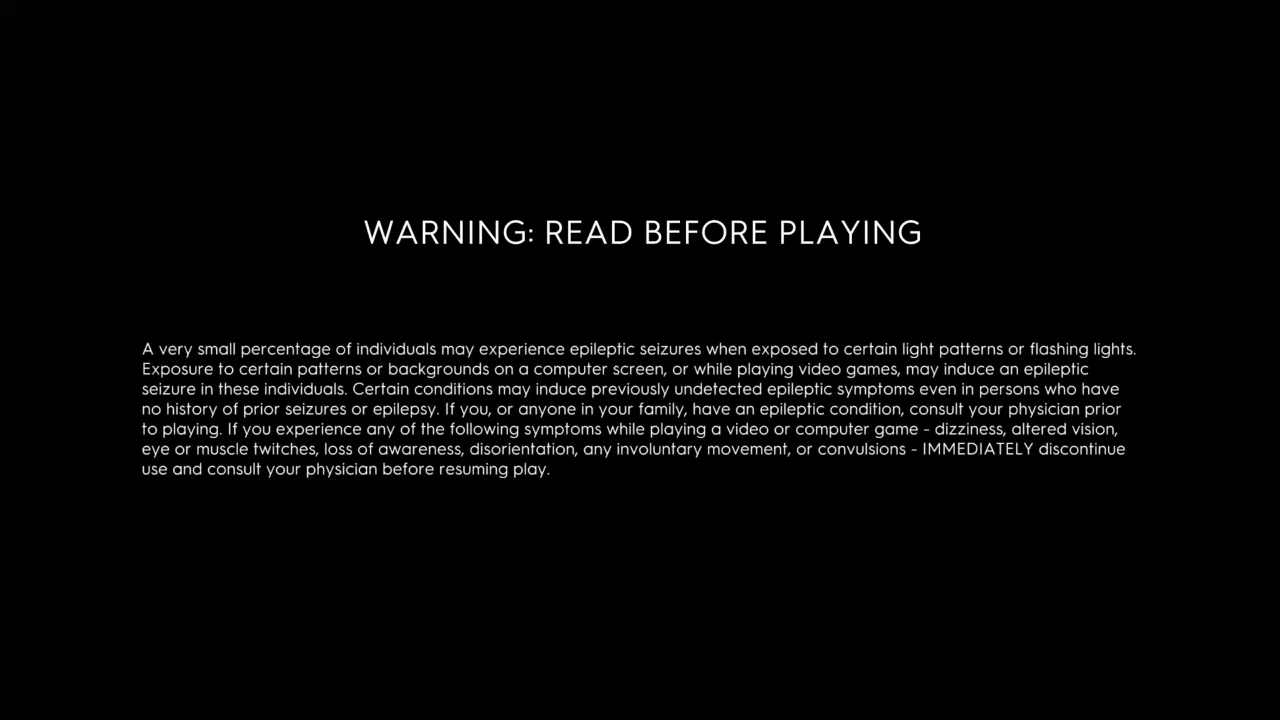 WARNING: READ BEFORE PLAYING
A very small percentage of individuals may experience epileptic seizures when exposed to certain light patterns or flashing lights.
Exposure to certain patterns or backgrounds on a computer screen, or while playing video games, may induce an epileptic
seizure in these individuals. Certain conditions may induce previously undetected epileptic symptoms even in persons who have
no history of prior seizures or epilepsy. If you, or anyone in your family, have an epileptic condition, consult your physician prior
to playing. If you experience any of the following symptoms while playing a video or computer game - dizziness, altered vision,
eye or muscle twitches, loss of awareness, disorientation, any involuntary movement, or convulsions - IMMEDIATELY discontinue
use and consult your physician before resuming play.